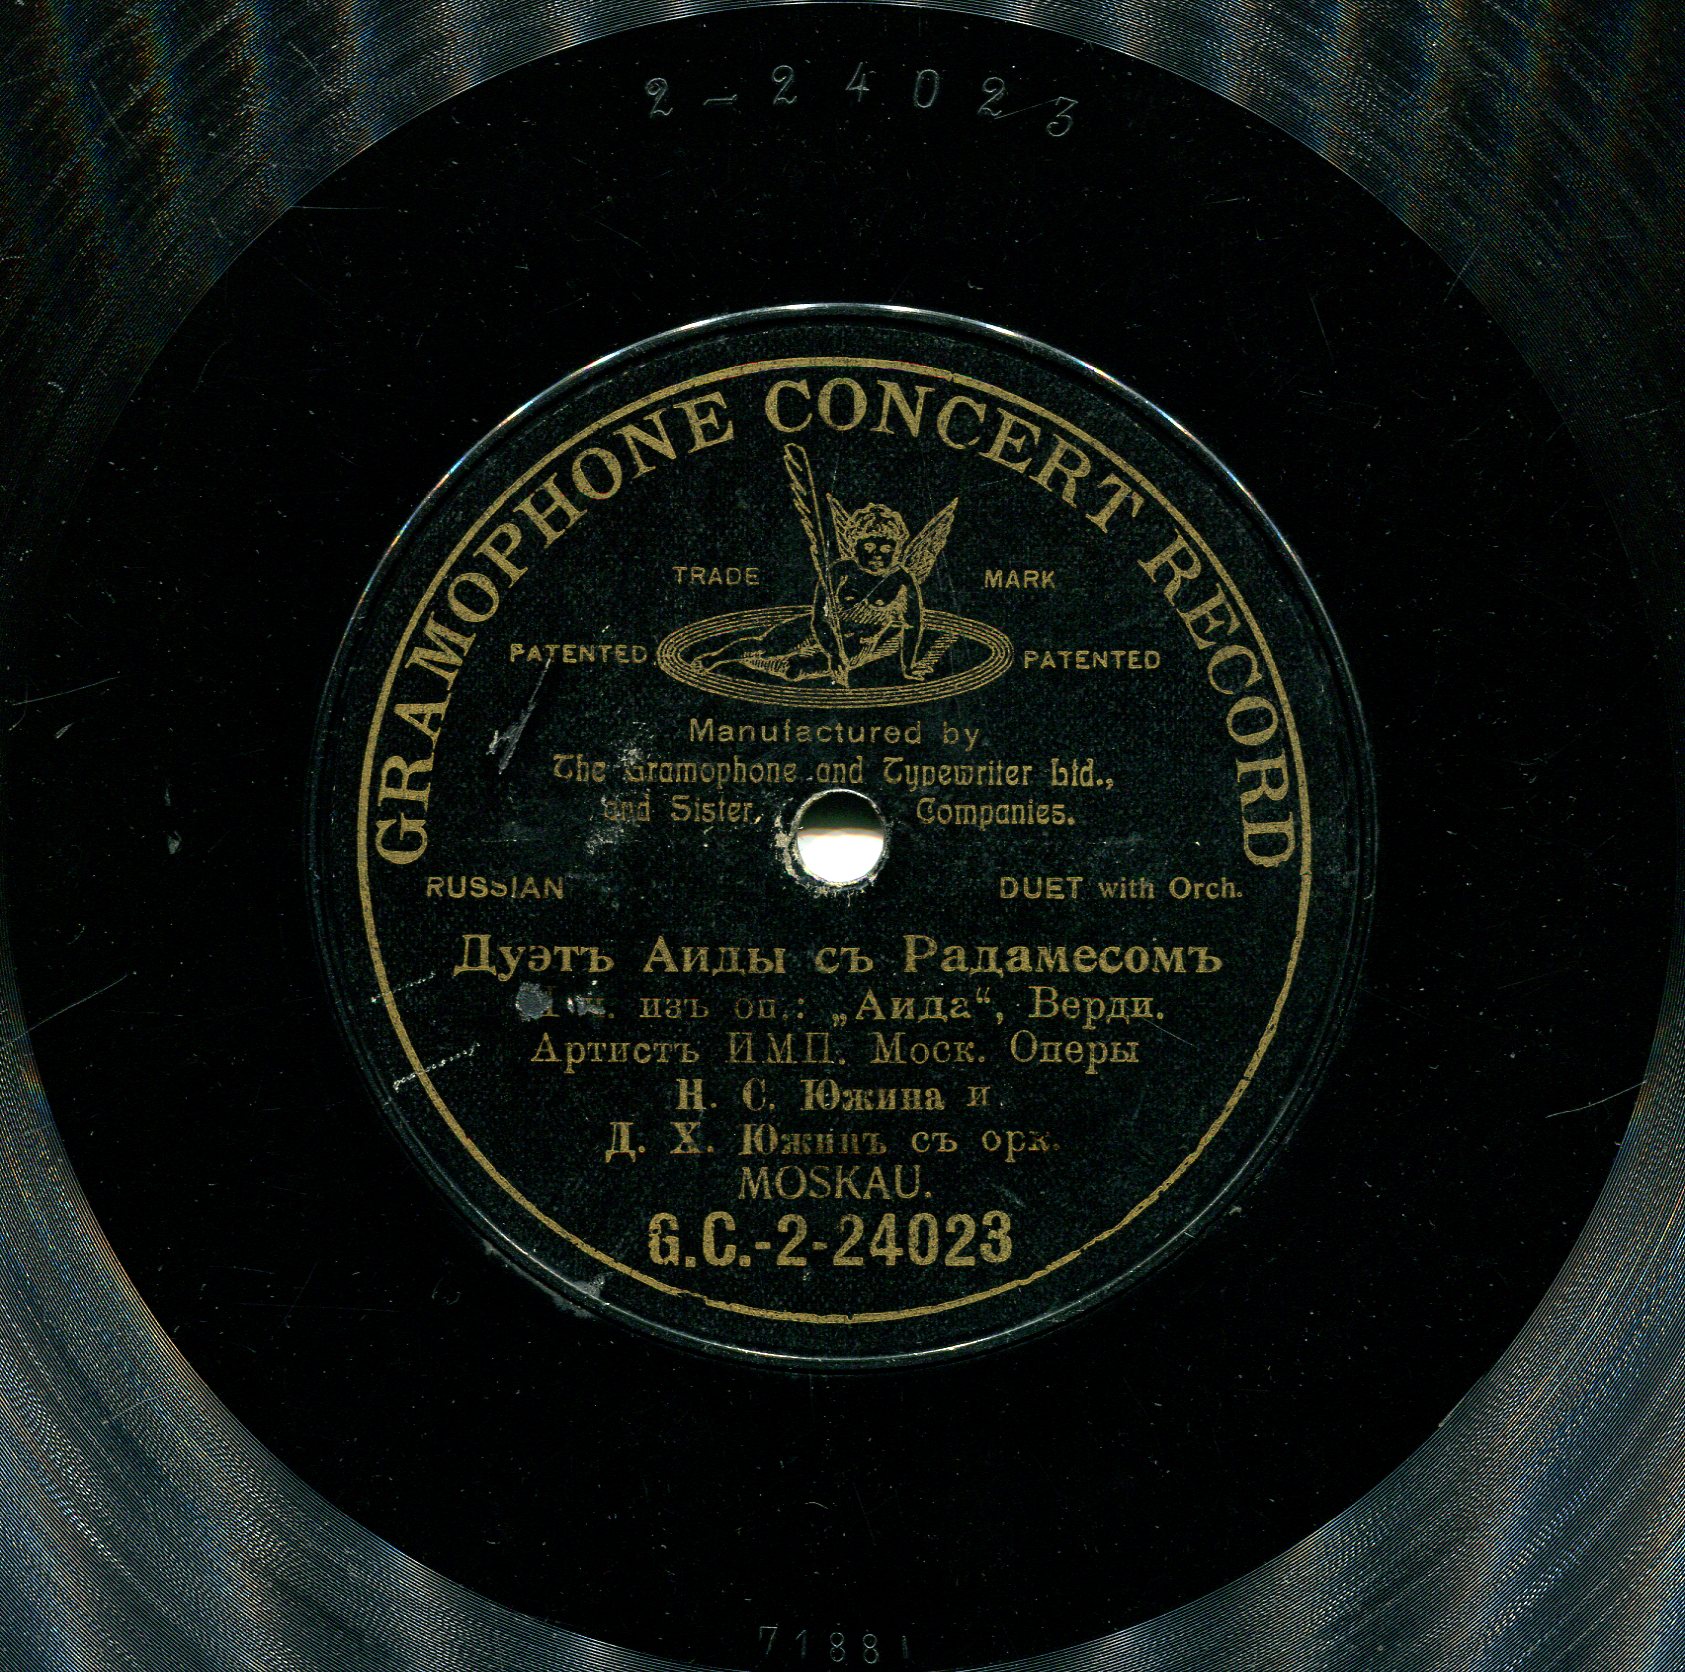 2-24023
GRAMOPHONE CONCERT RECORD
TRADE MARK
PATENTED PATENTED
Manufactured by
The Gramophone and Typewriter Ltd.,
and Sister Companies.
RUSSIAN DUET with Orch.
Дуэтъ Аиды съ Радамесомъ
изъ оп.: „Аида“, Верди.
Артистъ ИМП. Моск. Оперы
Н. С. Южина и
Д. Х. Южинъ съ орк.
MOSKAU.
G.C.-2-24023
7188 l